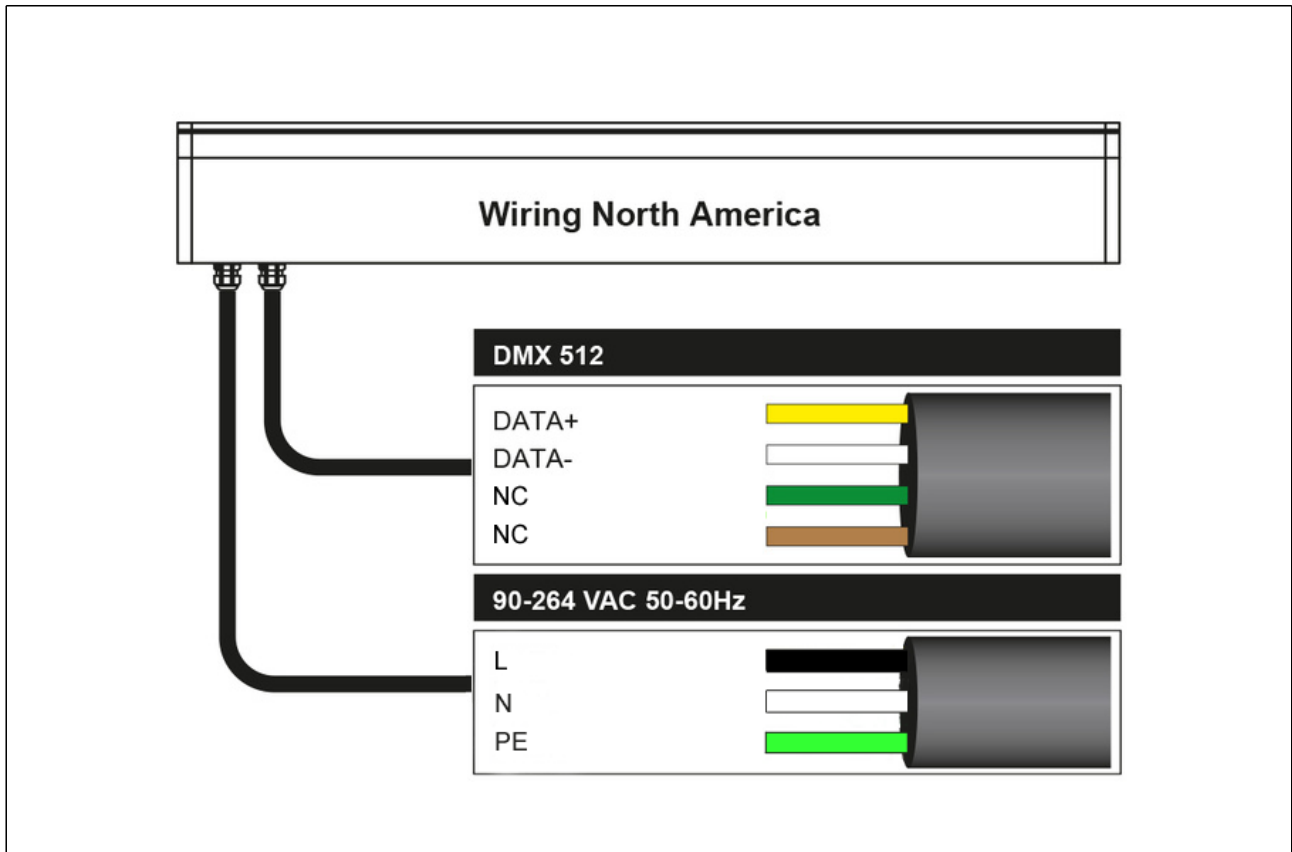 Wiring North America
DMX 512
DATA+
DATA-
NC
NC
90-264 VAC 50-60Hz
L
N
PE